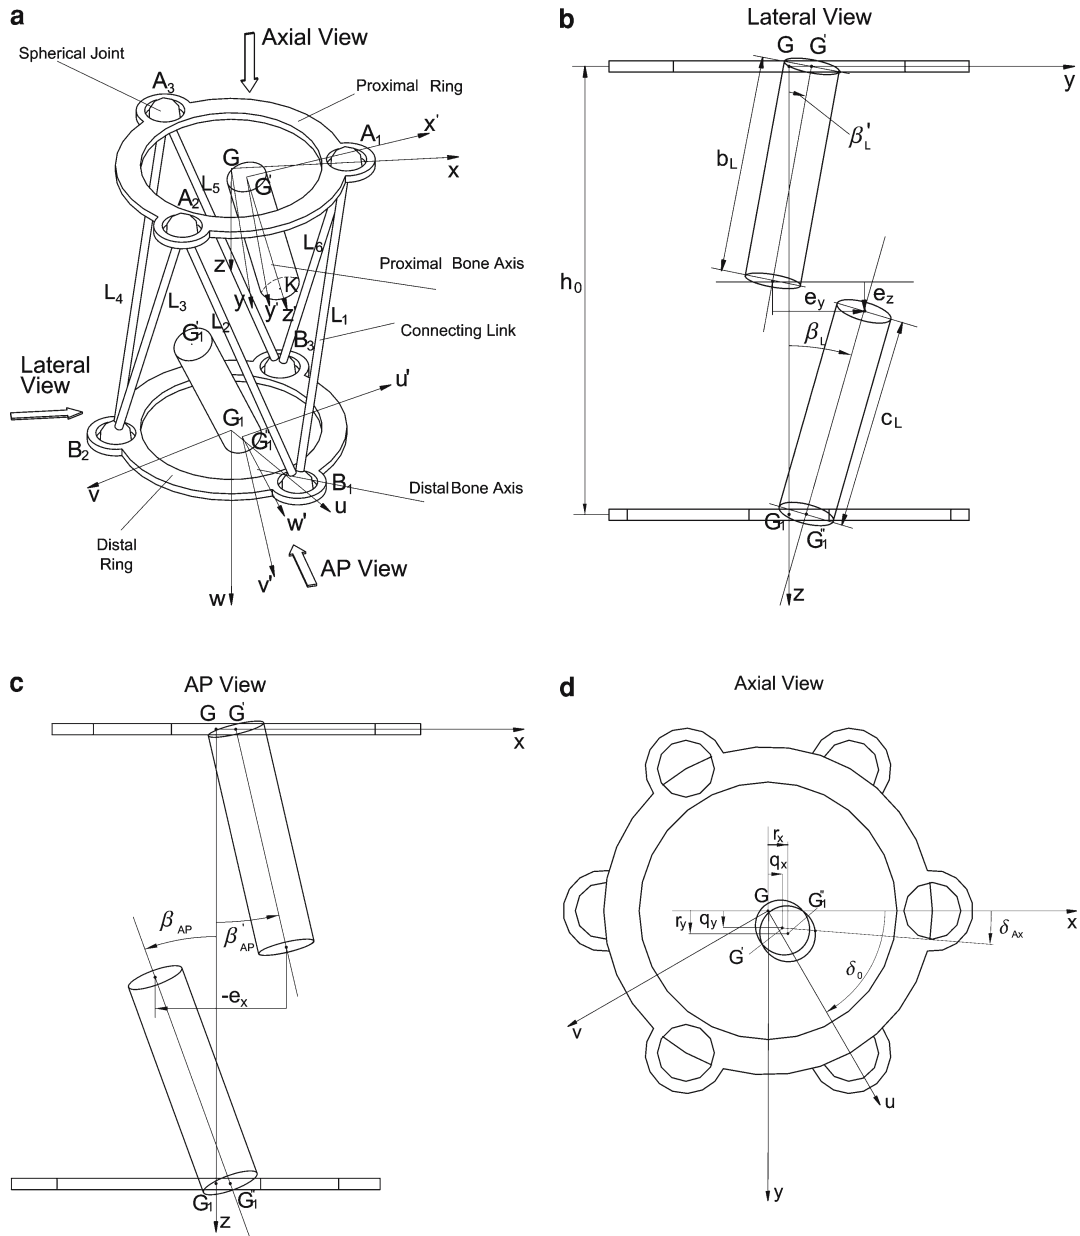 a
Axial View
Spherical Joint
A3
Proximal Ring
A1
x'
G
x
G'
L5
A2
L6
z
K
Proximal Bone Axis
y
y'
z'
L4
L3
L2
L1
G'1
Connecting Link
B3
Lateral
View
u'
G1
G"1
B2
B1
Distal Bone Axis
v
u
w'
Distal
Ring
AP View
v'
w
b
Lateral View
G G'
y
β'L
bL
h0
ey
ez
βL
cL
G1
G"1
z
c
AP View
G G'
x
βAP
β'AP
-ex
G1
G"1
z
d
Axial View
rx
qx
G
G"1
x
ry
qy
δAx
G'
δ0
v
u
y